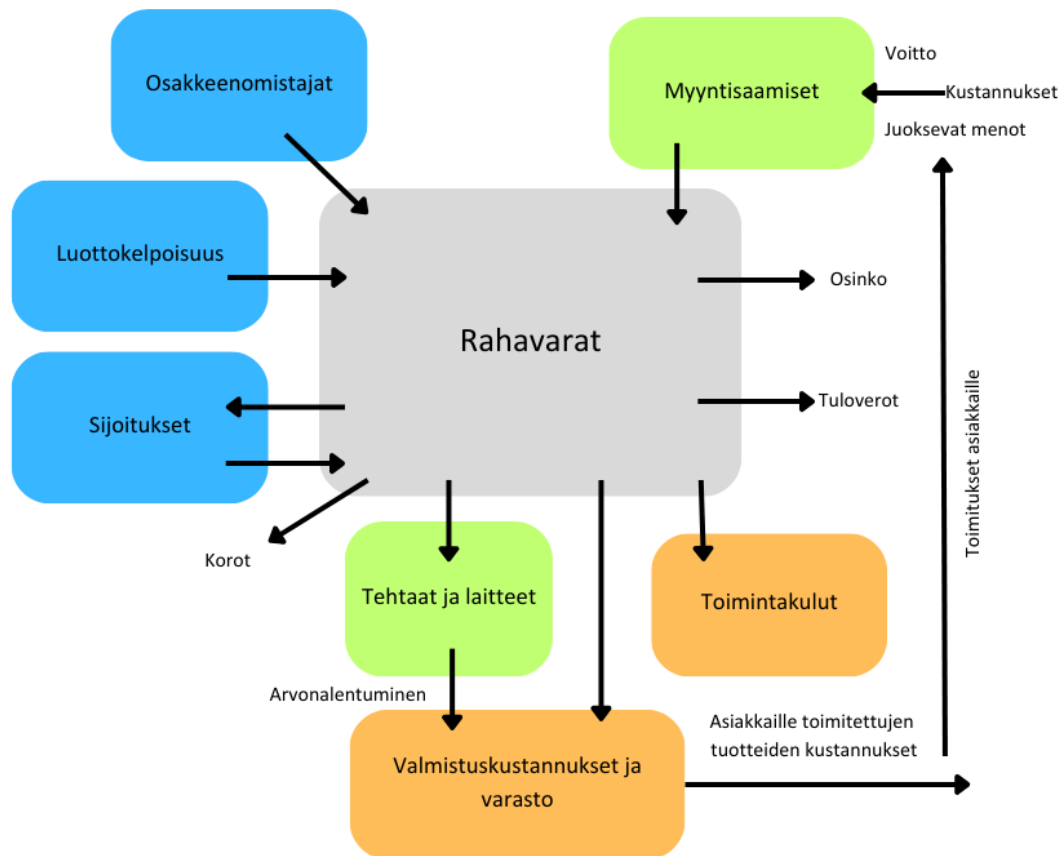 Osakkeenomistajat
Myyntisaamiset
Voitto
Kustannukset
Juoksevat menot
Luottokelpoisuus
Osinko
Rahavarat
Sijoitukset
Tuloverot
Toimitukset asiakkaille
Korot
Tehtaat ja laitteet
Toimintakulut
Arvonalentuminen
Asiakkaille toimitettujen
tuotteiden kustannukset
Valmistuskustannukset ja
varasto